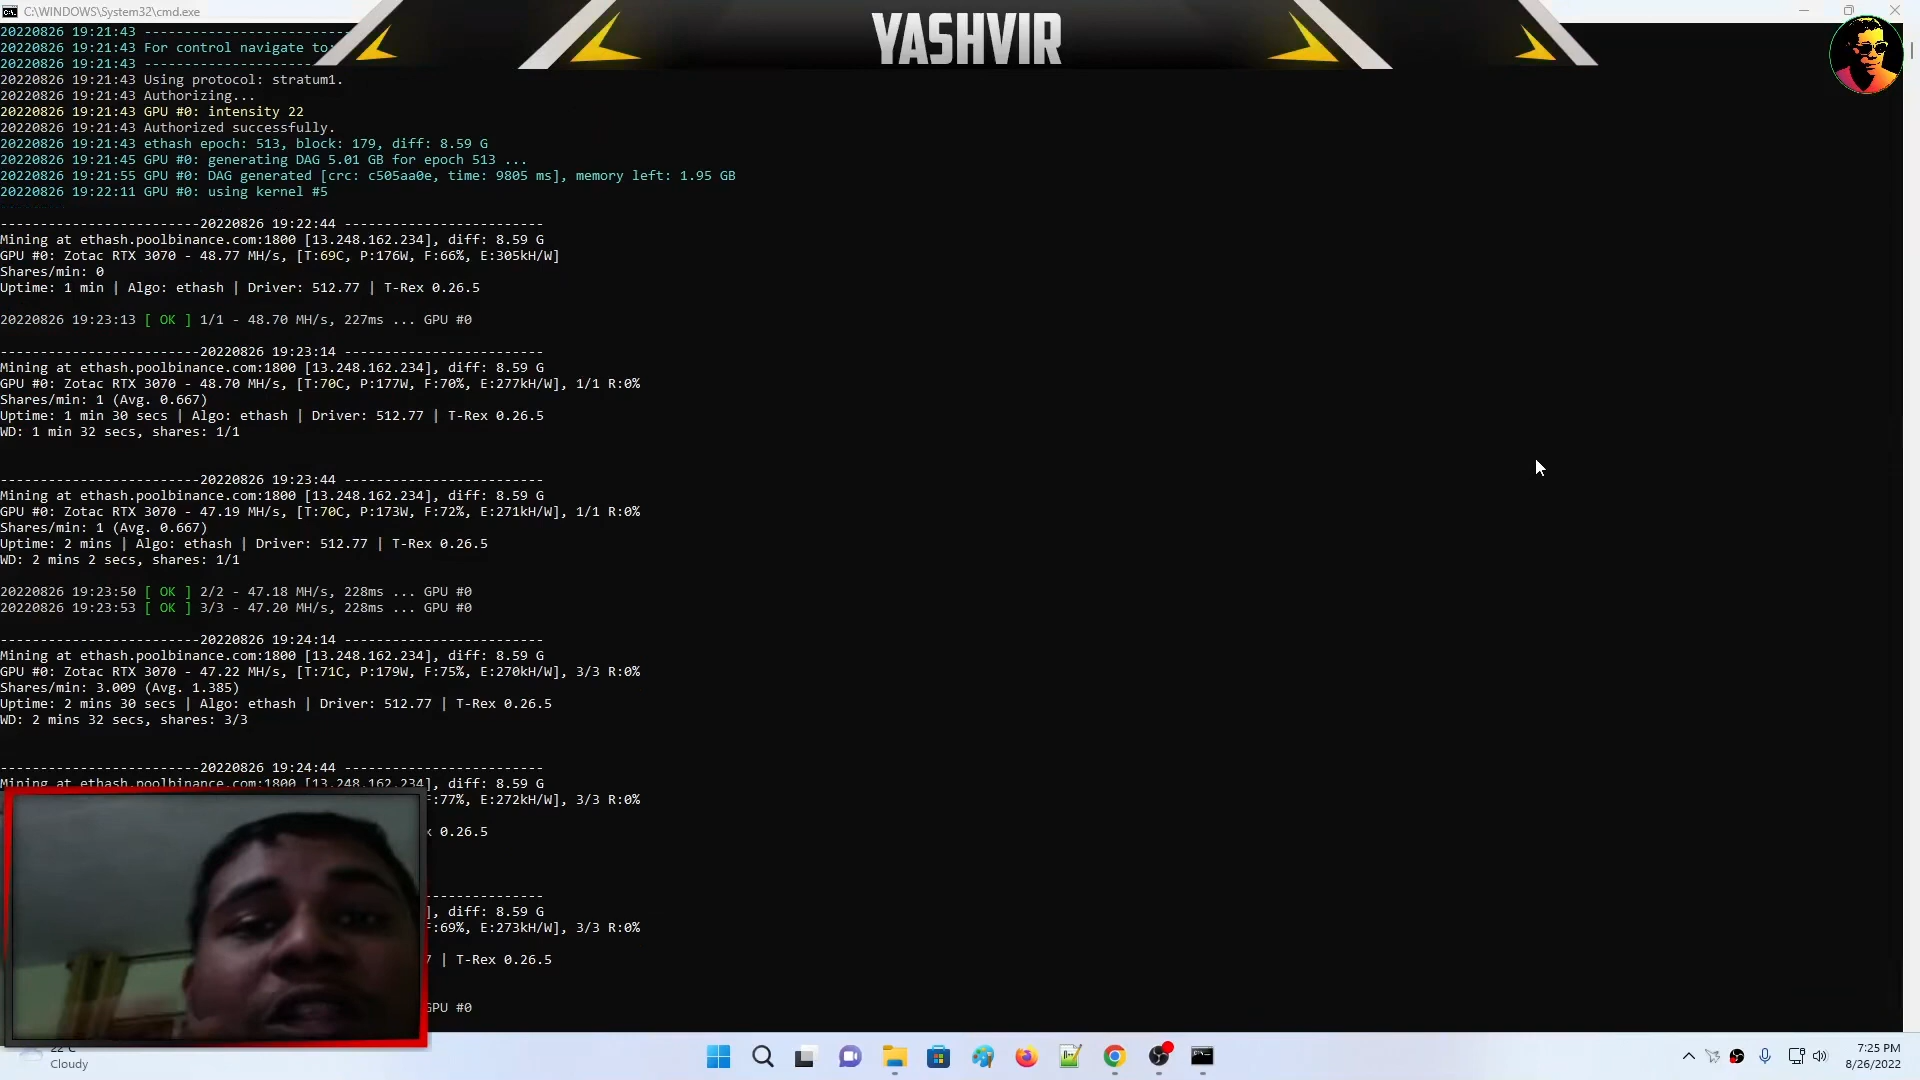 C:\WINDOWS\System32\cmd.exe
YASHVIR
20220826 19:21:43 --------------------------
20220826 19:21:43 For control navigate to:
20220826 19:21:43 ----------------------
20220826 19:21:43 Using protocol: stratum1.
20220826 19:21:43 Authorizing...
20220826 19:21:43 GPU #0: intensity 22
20220826 19:21:43 Authorized successfully.
20220826 19:21:43 ethash epoch: 513, block: 179, diff: 8.59 G
20220826 19:21:45 GPU #0: generating DAG 5.01 GB for epoch 513 ...
20220826 19:21:55 GPU #0: DAG generated [crc: c505aa0e, time: 9805 ms], memory left: 1.95 GB
20220826 19:22:11 GPU #0: using kernel #5
-------------------------20220826 19:22:44 -------------------------
Mining at ethash.poolbinance.com:1800 [13.248.162.234], diff: 8.59 G
GPU #0: Zotac RTX 3070 - 48.77 MH/s, [T:69C, P:176W, F:66%, E:305kH/W]
Shares/min: 0
Uptime: 1 min | Algo: ethash | Driver: 512.77 | T-Rex 0.26.5
20220826 19:23:13 [ OK ] 1/1 - 48.70 MH/s, 227ms ... GPU #0
-------------------------20220826 19:23:14 -------------------------
Mining at ethash.poolbinance.com:1800 [13.248.162.234], diff: 8.59 G
GPU #0: Zotac RTX 3070 - 48.70 MH/s, [T:70C, P:177W, F:70%, E:277kH/W], 1/1 R:0%
Shares/min: 1 (Avg. 0.667)
Uptime: 1 min 30 secs | Algo: ethash | Driver: 512.77 | T-Rex 0.26.5
WD: 1 min 32 secs, shares: 1/1
-------------------------20220826 19:23:44 -------------------------
Mining at ethash.poolbinance.com:1800 [13.248.162.234], diff: 8.59 G
GPU #0: Zotac RTX 3070 - 47.19 MH/s, [T:70C, P:173W, F:72%, E:271kH/W], 1/1 R:0%
Shares/min: 1 (Avg. 0.667)
Uptime: 2 mins | Algo: ethash | Driver: 512.77 | T-Rex 0.26.5
WD: 2 mins 2 secs, shares: 1/1
20220826 19:23:50 [ OK ] 2/2 - 47.18 MH/s, 228ms ... GPU #0
20220826 19:23:53 [ OK ] 3/3 - 47.20 MH/s, 228ms ... GPU #0
-------------------------20220826 19:24:14 -------------------------
Mining at ethash.poolbinance.com:1800 [13.248.162.234], diff: 8.59 G
GPU #0: Zotac RTX 3070 - 47.22 MH/s, [T:71C, P:179W, F:75%, E:270kH/W], 3/3 R:0%
Shares/min: 3.009 (Avg. 1.385)
Uptime: 2 mins 30 secs | Algo: ethash | Driver: 512.77 | T-Rex 0.26.5
WD: 2 mins 32 secs, shares: 3/3
-------------------------20220826 19:24:44 -------------------------
Mining at ethash.poolbinance.com:1800 [13.248.162.234], diff: 8.59 G
F:77%, E:272kH/W], 3/3 R:0%
x 0.26.5
---------------
], diff: 8.59 G
F:69%, E:273kH/W], 3/3 R:0%
7 | T-Rex 0.26.5
GPU #0
22°C
Cloudy
7:25 PM
8/26/2022